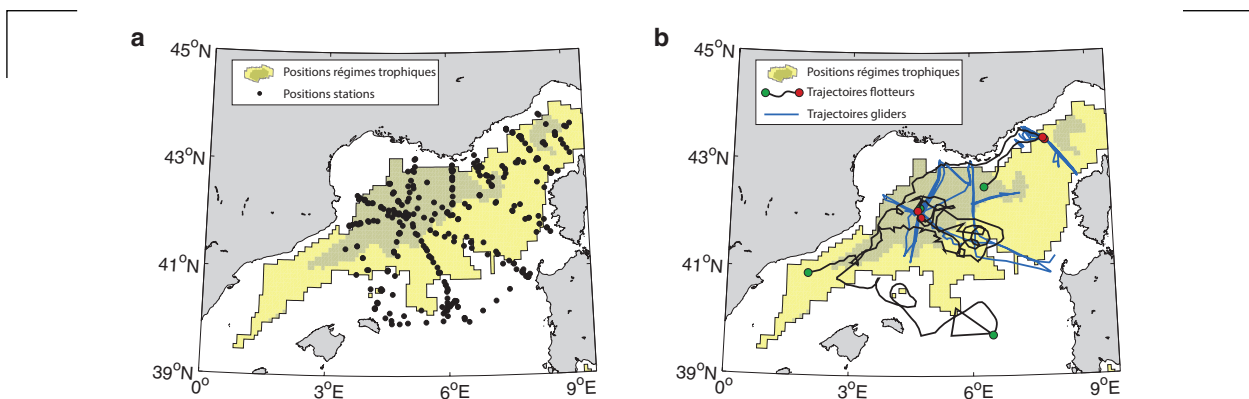 a
45°N
43°N
41°N
39°N
0°
3°E
6°E
9°E
Positions régimes trophiques
Positions stations
b
45°N
43°N
41°N
39°N
0°
3°E
6°E
9°E
Positions régimes trophiques
Trajectoires flotteurs
Trajectoires gliders